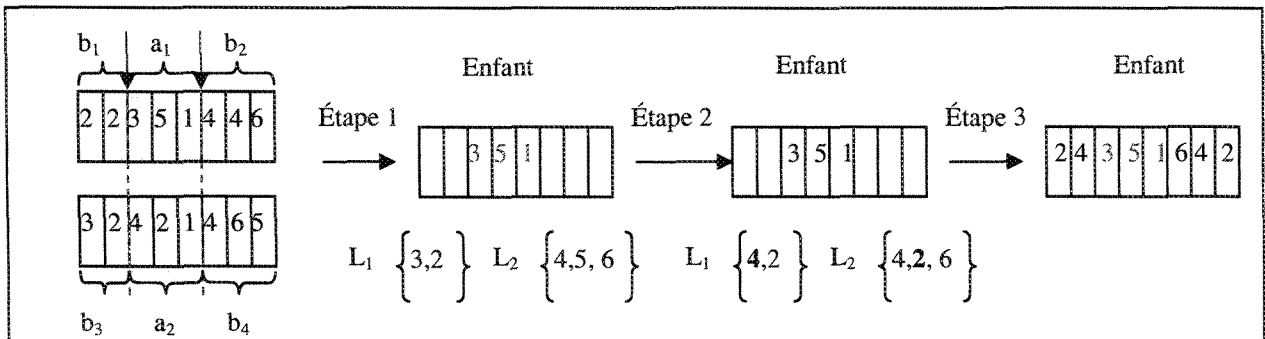 b₁ a₁ b₂
Enfant Enfant Enfant
2 2 3 5 1 4 4 6
Étape 1 Étape 2 Étape 3
3 5 1
3 5 1
2 4 3 5 1 6 4 2
3 2 4 2 1 4 6 5
L₁ {3,2} L₂ {4,5, 6} L₁ {4,2} L₂ {4,2, 6}
b₃ a₂ b₄